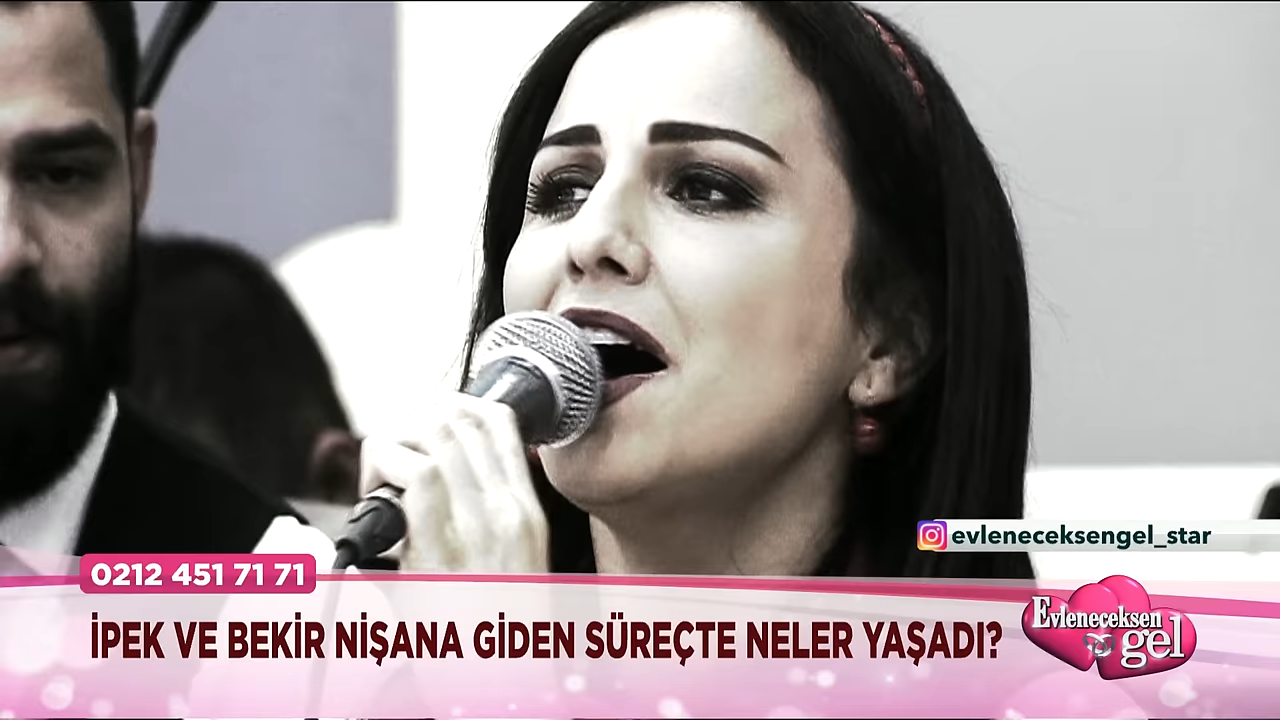 evleneceksengel_star
0212 451 71 71
İPEK VE BEKİR NİŞANA GİDEN SÜREÇTE NELER YAŞADI?
Evleneceksen
gel